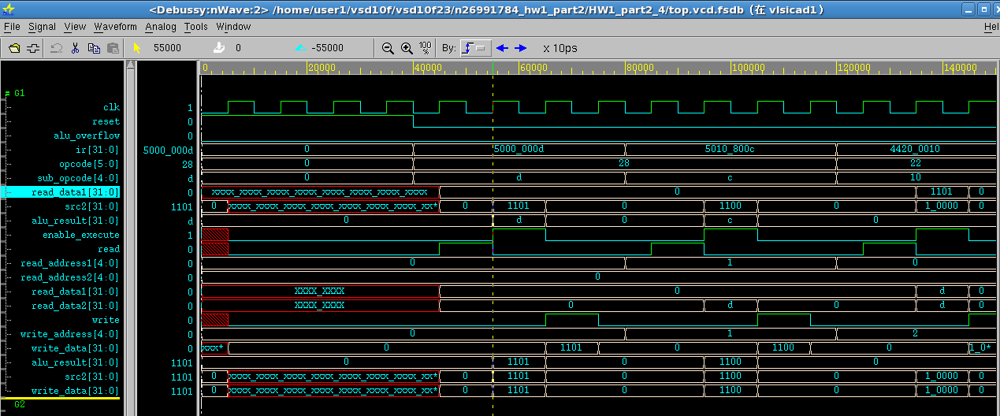 <Debussy:nWave:2> /home/user1/vsd10f/vsd10f23/n26991784_hw1_part2/HW1_part2_4/top.vcd.fsdb (在 vlsicad1)
File Signal View Waveform Analog Tools Window Hel
55000 0 -55000 100 % By: x 10ps
0 20000 40000 60000 80000 100000 120000 140000
G1
clk 1
reset 0
alu_overflow 0
ir[31:0] 5000_000d 0 5000_000d 5010_800c 4420_0010
opcode[5:0] 28 0 28 22
sub_opcode[4:0] d 0 d c 10
read_data1[31:0] 0 xxxx_xxxx_xxxx_xxxx_xxxx_xxxx_xxxx_xxxx 0 1101 0
src2[31:0] 1101 0 xxxx_xxxx_xxxx_xxxx_xxxx_xxxx_xxxx_xx* 0 1101 0 1100 0 1_0000 0
alu_result[31:0] d 0 d 0 c 0
enable_execute 1
read 0
read_address1[4:0] 0 0 1 0
read_address2[4:0] 0 0
read_data1[31:0] 0 XXXX_XXXX 0 d 0
read_data2[31:0] 0 XXXX_XXXX 0 d 0 d 0
write 0
write_address[4:0] 0 0 1 2
write_data[31:0] 0 xxx* 0 1101 0 1100 0 1_0*
alu_result[31:0] 1101 0 1101 0 1100 0
src2[31:0] 1101 0 xxxx_xxxx_xxxx_xxxx_xxxx_xxxx_xxxx_xx* 0 1101 0 1100 0 1_0000 0
write_data[31:0] 1101 0 xxxx_xxxx_xxxx_xxxx_xxxx_xxxx_xxxx_xx* 0 1101 0 1100 0 1_0000 0
G2